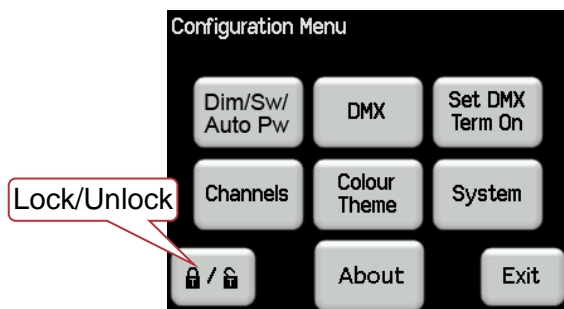 Configuration Menu
Dim/Sw/
Auto Pw
DMX
Set DMX
Term On
Channels
Colour
Theme
System
Lock/Unlock
/
About
Exit